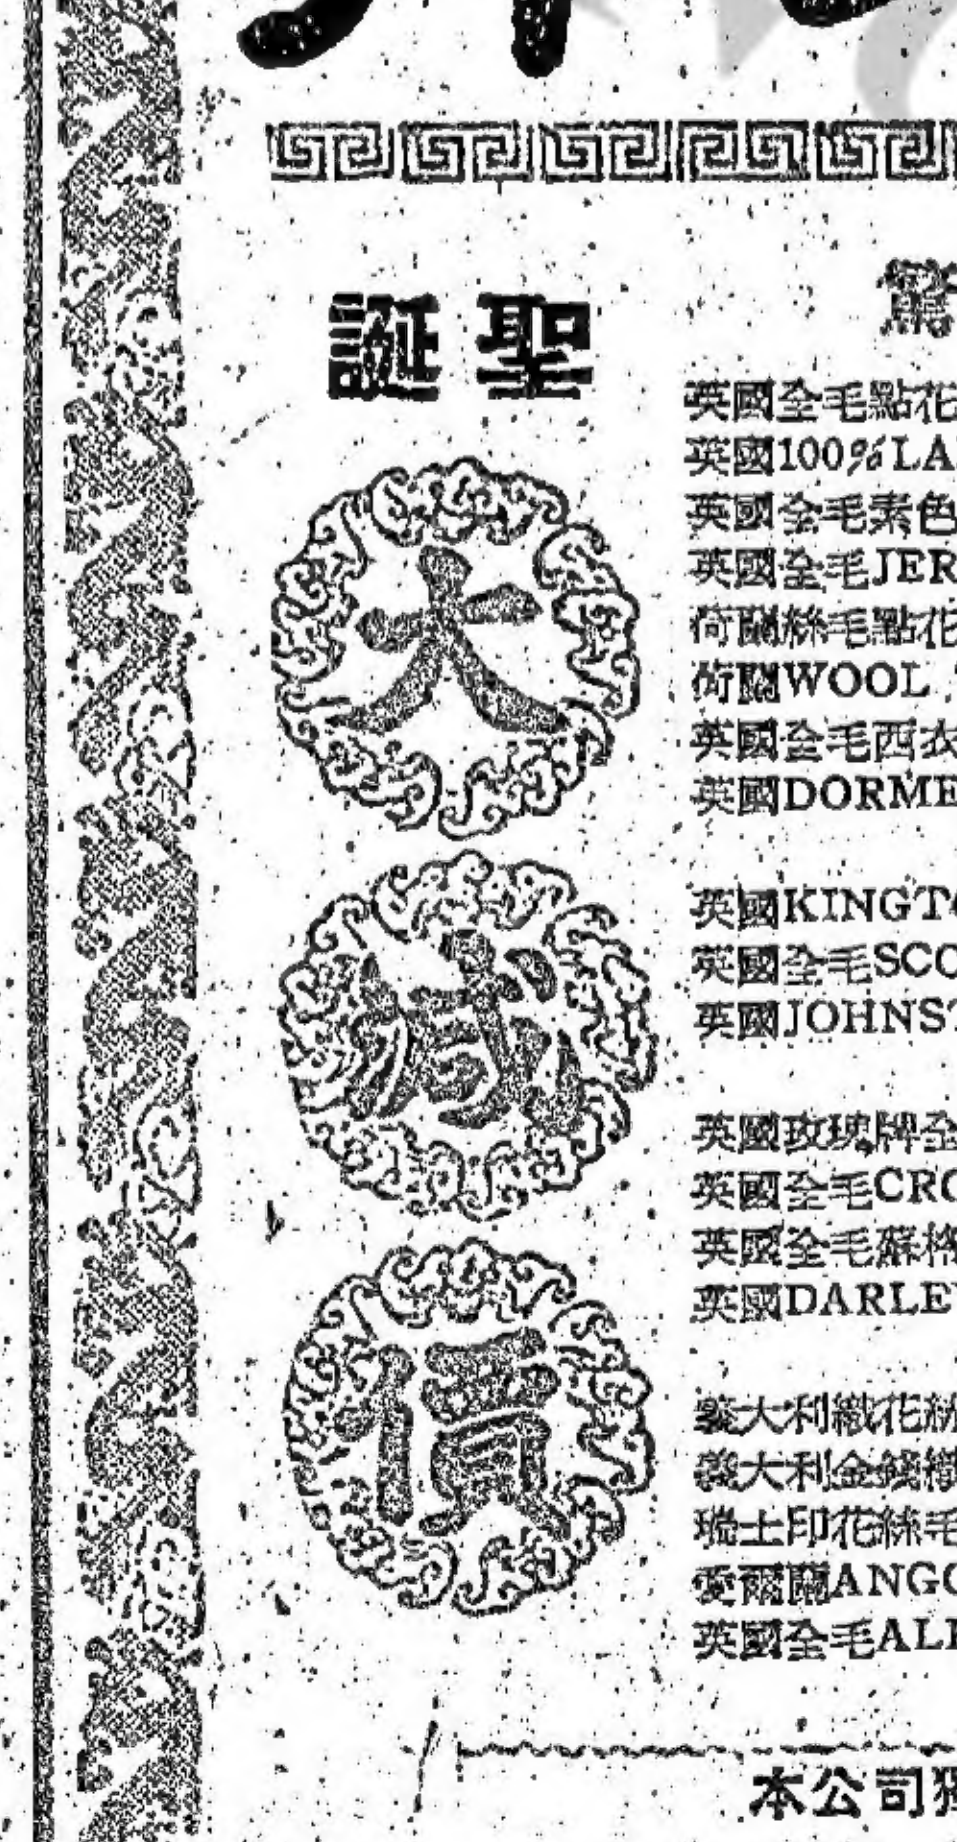 聖誕
大
減
價
英國全毛點花
英國100%LA
英國全毛素色
英國全毛JER
荷蘭絲毛點花
荷蘭WOOL
英國全毛西衣
英國DORME
英國KINGT
英國全毛SCO
英國JOHNS
英國玫瑰牌全
英國全毛CRO
英國全毛蘇格
英國DARLE
義大利織花絲
義大利金錢織
瑞士印花絲毛
愛爾蘭ANGO
英國全毛AL
本公司獨